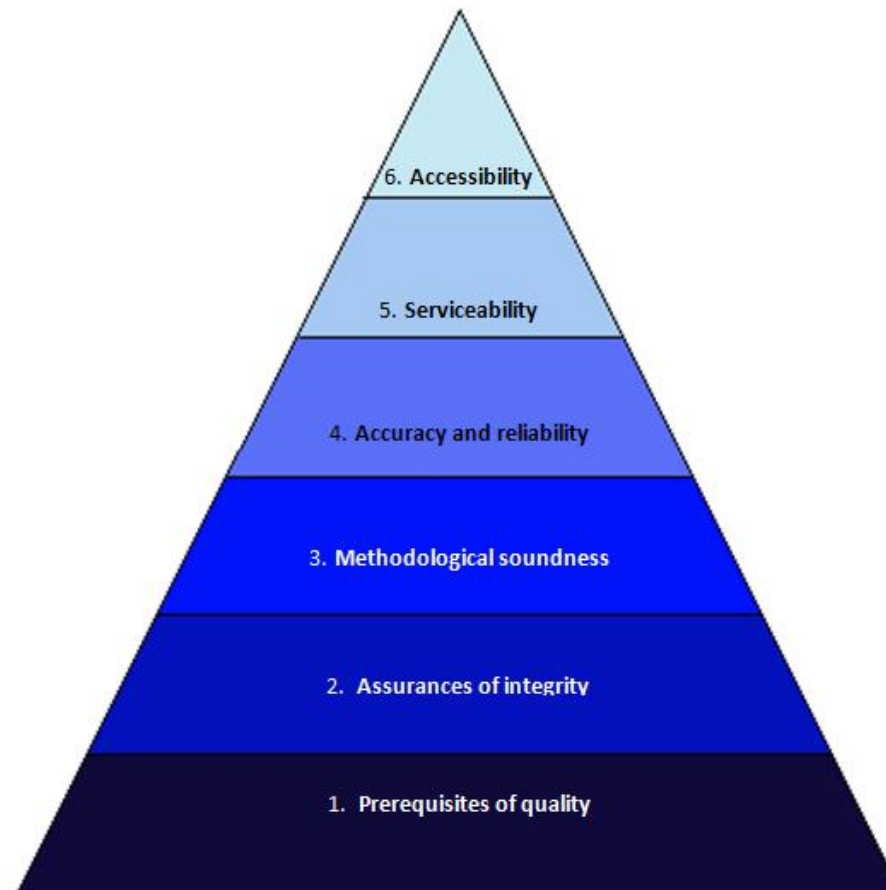 6. Accessibility
5. Serviceability
4. Accuracy and reliability
3. Methodological soundness
2. Assurances of integrity
1. Prerequisites of quality